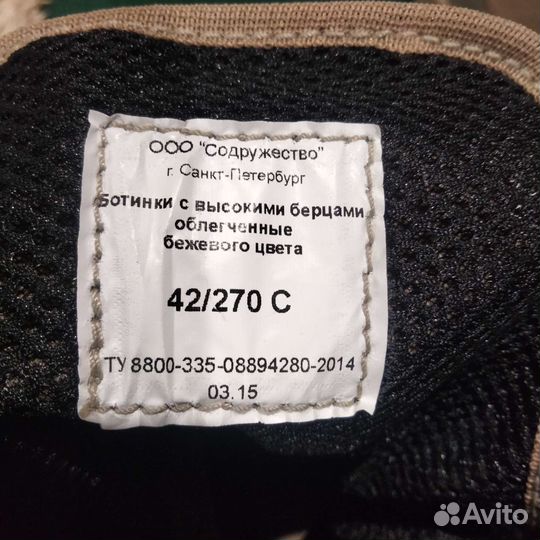 ООО "Содружество"
г. Санкт-Петербург
Ботинки с высокими берцами
облегченные
бежевого цвета
42/270 С
ТУ 8800-335-08894280-2014
03.15
Avito